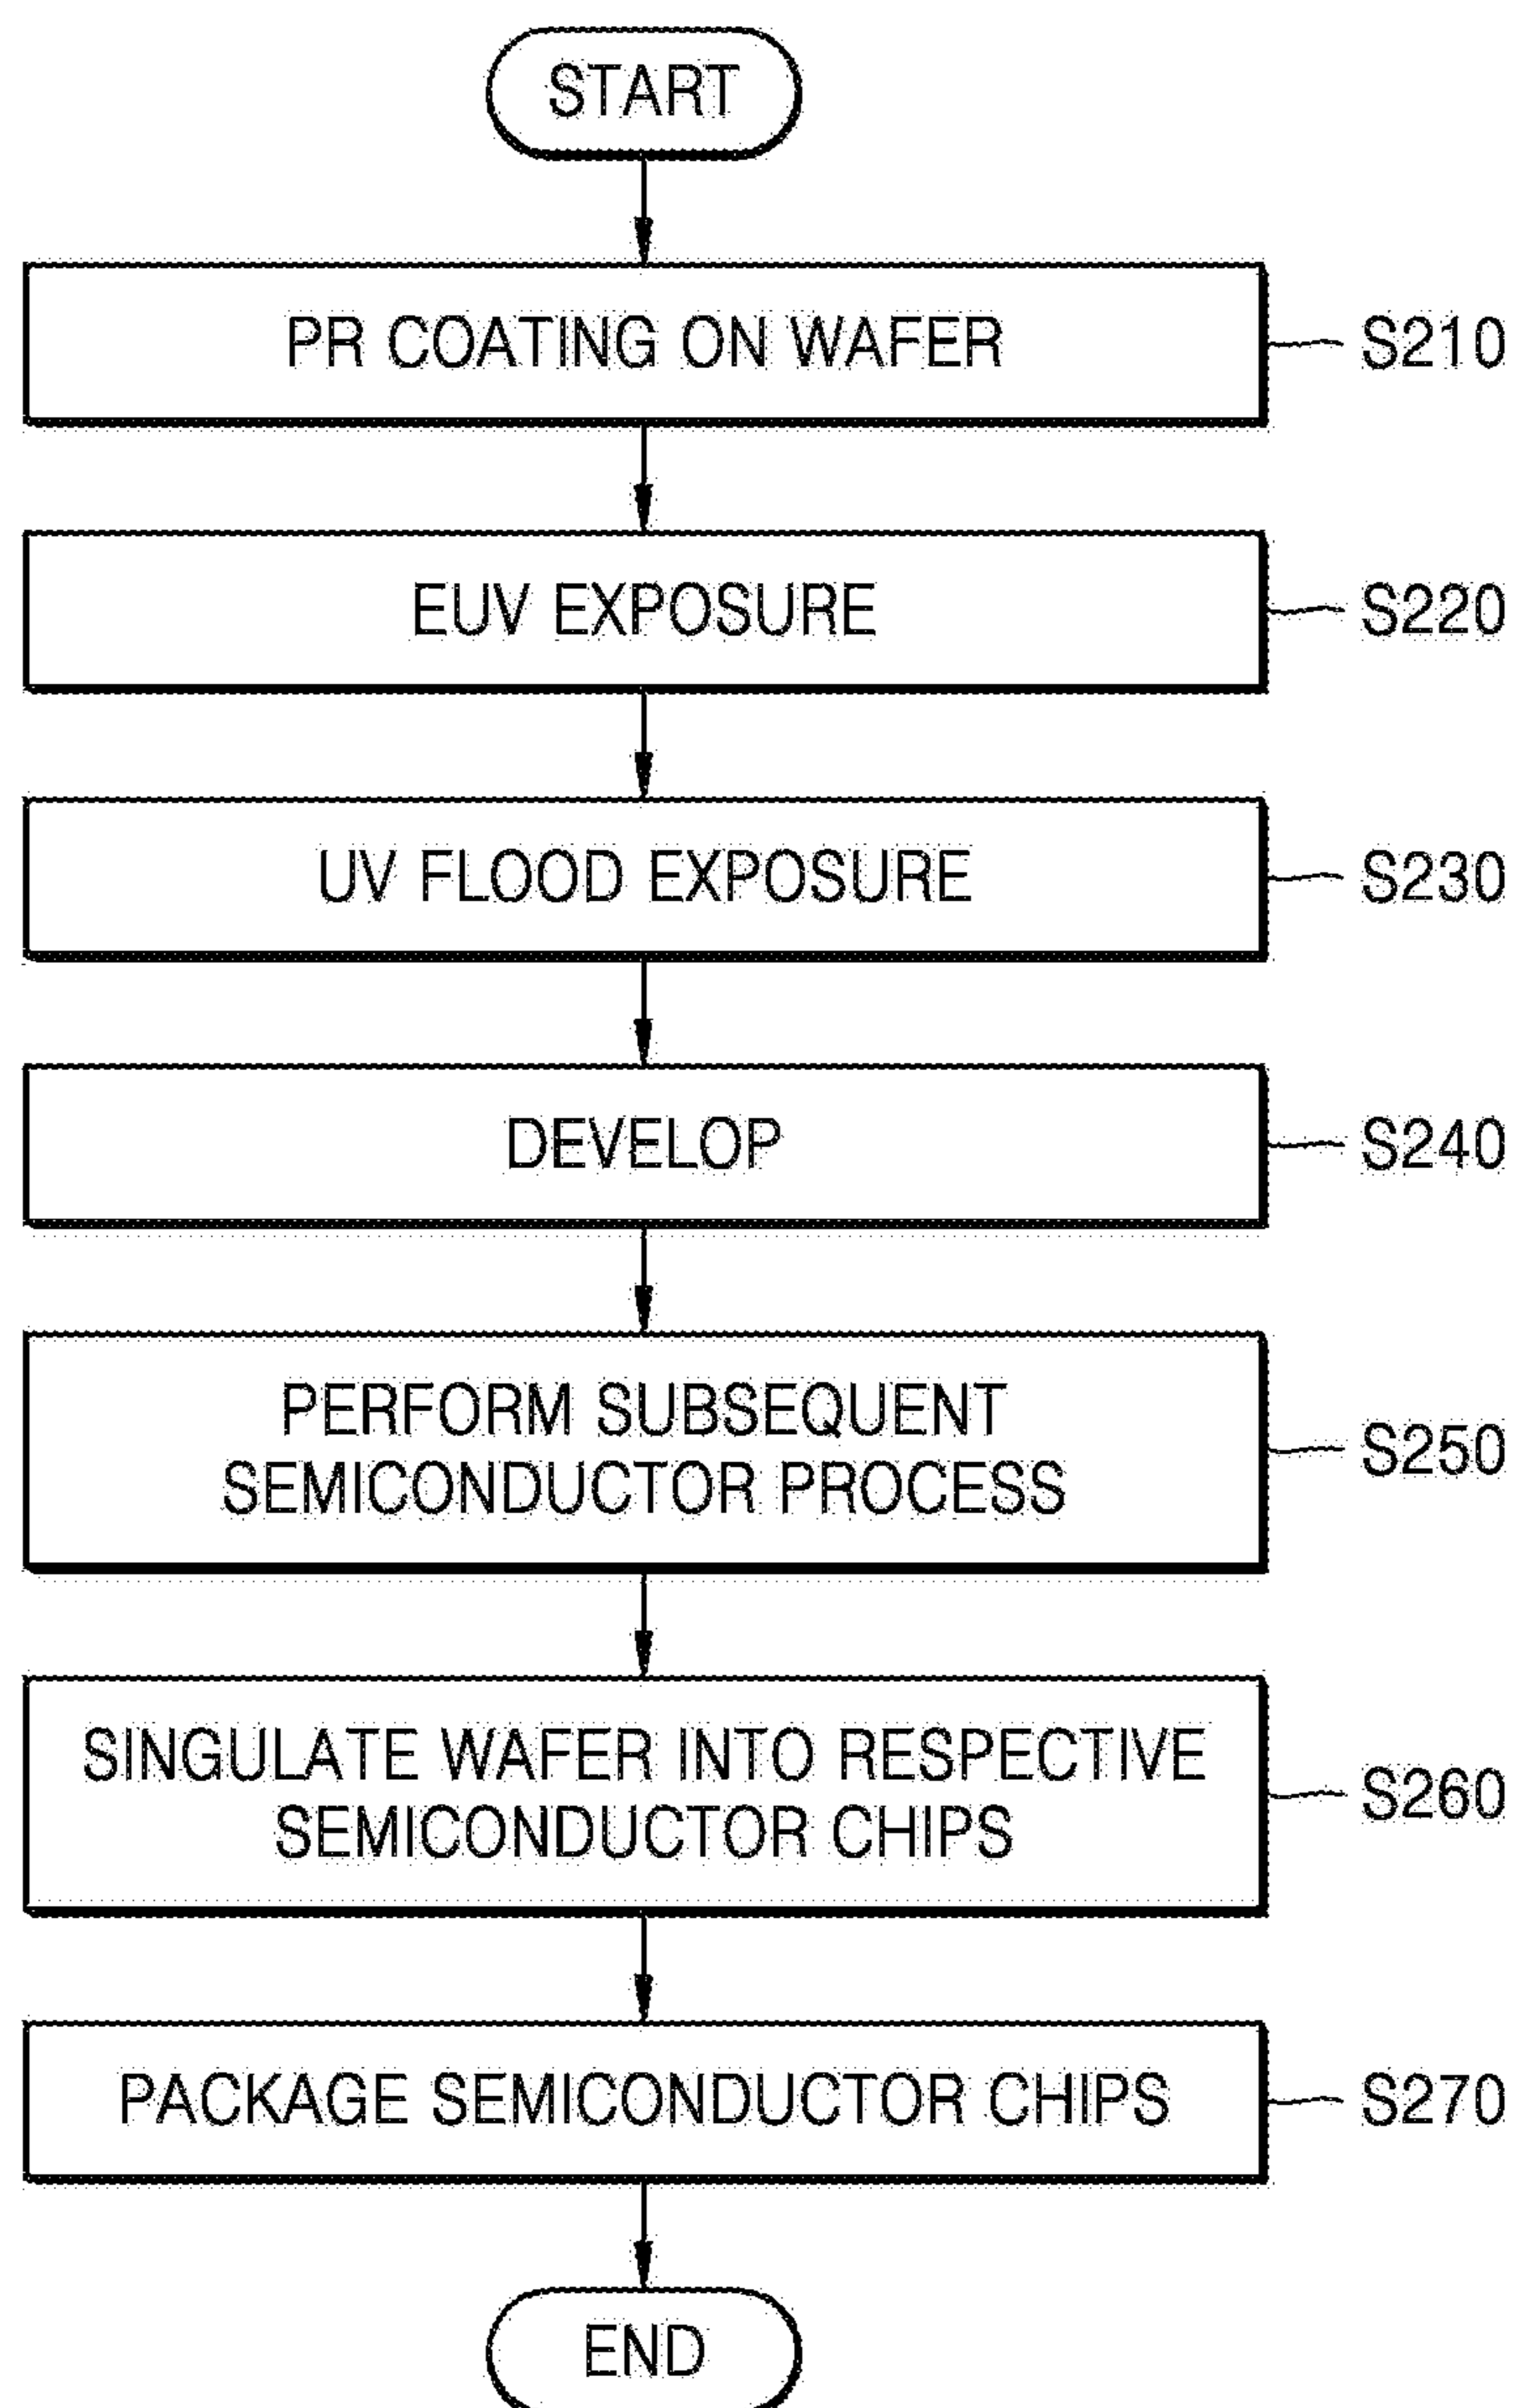 START
PR COATING ON WAFER
S210
EUV EXPOSURE
S220
UV FLOOD EXPOSURE
S230
DEVELOP
S240
PERFORM SUBSEQUENT
SEMICONDUCTOR PROCESS
S250
SINGULATE WAFER INTO RESPECTIVE
SEMICONDUCTOR CHIPS
S260
PACKAGE SEMICONDUCTOR CHIPS
S270
END